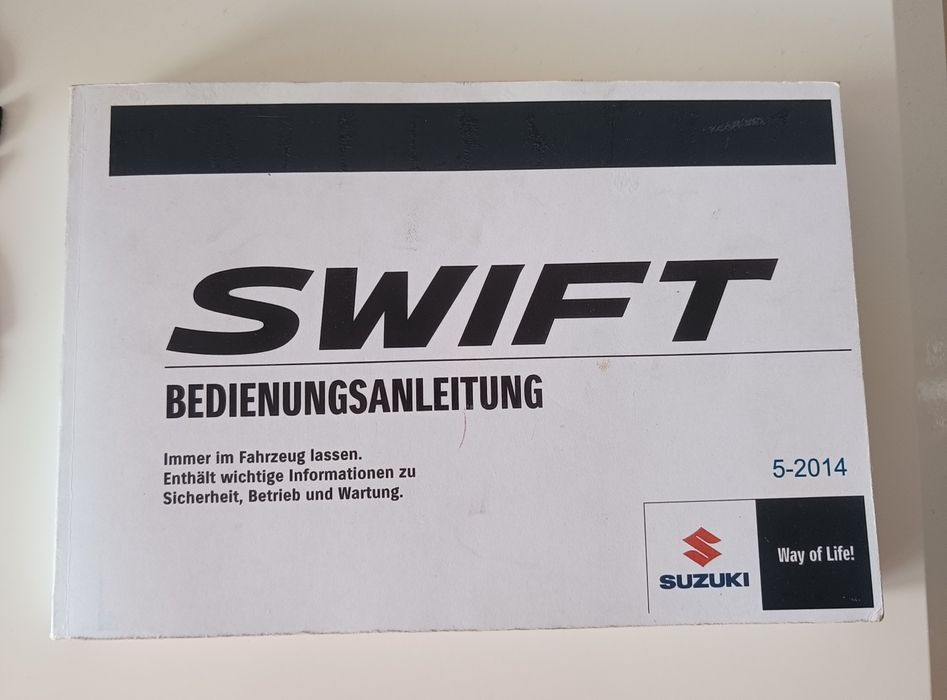 SWIFT
BEDIENUNGSANLEITUNG
Immer im Fahrzeug lassen.
Enthält wichtige Informationen zu
Sicherheit, Betrieb und Wartung.
5-2014
SUZUKI
Way of Life!